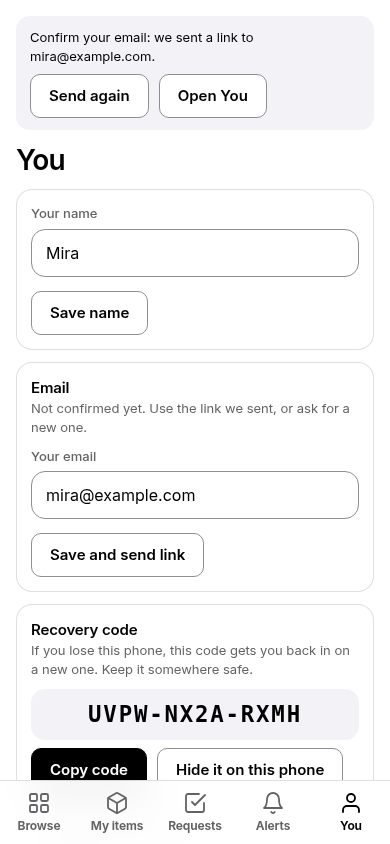 Confirm your email: we sent a link to
mira@example.com.
Send again
Open You
You
Your name
Mira
Save name
Email
Not confirmed yet. Use the link we sent, or ask for a
new one.
Your email
mira@example.com
Save and send link
Recovery code
If you lose this phone, this code gets you back in on
a new one. Keep it somewhere safe.
UVPW-NX2A-RXMH
Copy code
Hide it on this phone
Browse
My items
Requests
Alerts
You